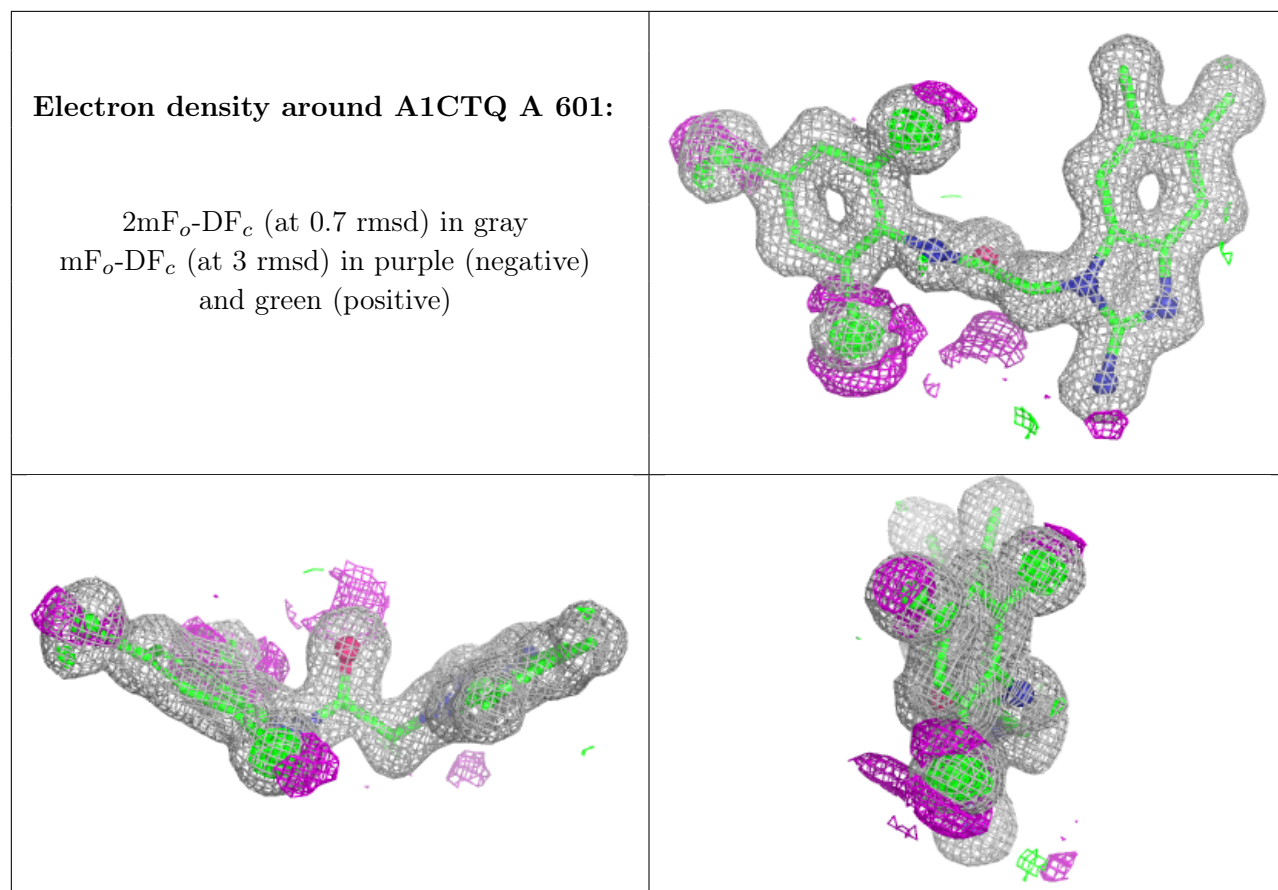 Electron density around A1CTQ A 601:
2mFo-DFc (at 0.7 rmsd) in gray
mFo-DFc (at 3 rmsd) in purple (negative)
and green (positive)